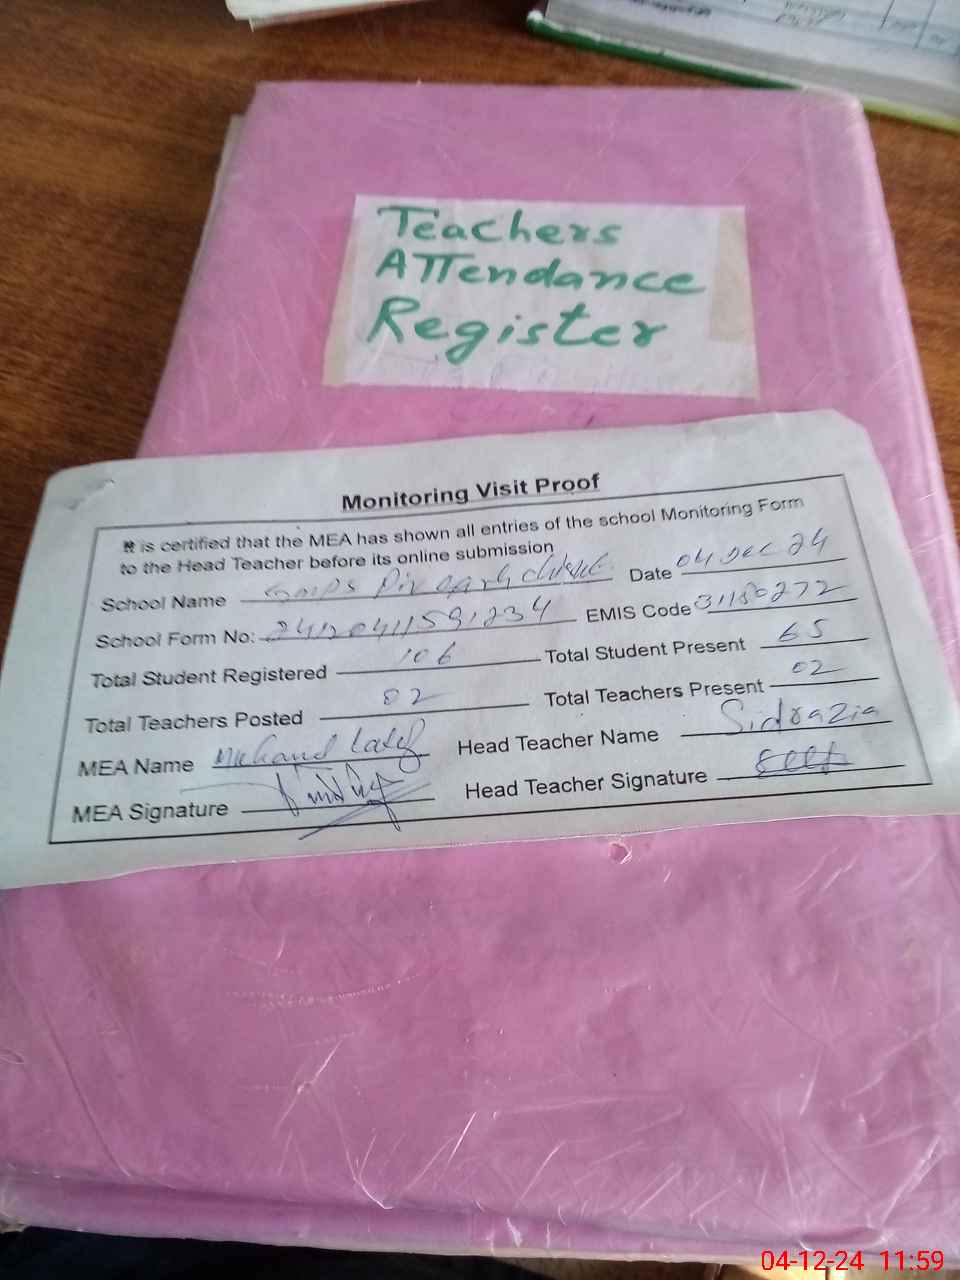 Teachers
Attendance
Register
Monitoring Visit Proof
It is certified that the MEA has shown all entries of the school Monitoring Form
to the Head Teacher before its online submission
School Name
Date 04 Dec 24
School Form No:
EMIS Code 31180272
Total Student Registered 106
Total Student Present 65
Total Teachers Posted 02
Total Teachers Present 02
MEA Name
Head Teacher Name Sidrazia
MEA Signature
Head Teacher Signature
04-12-24 11:59